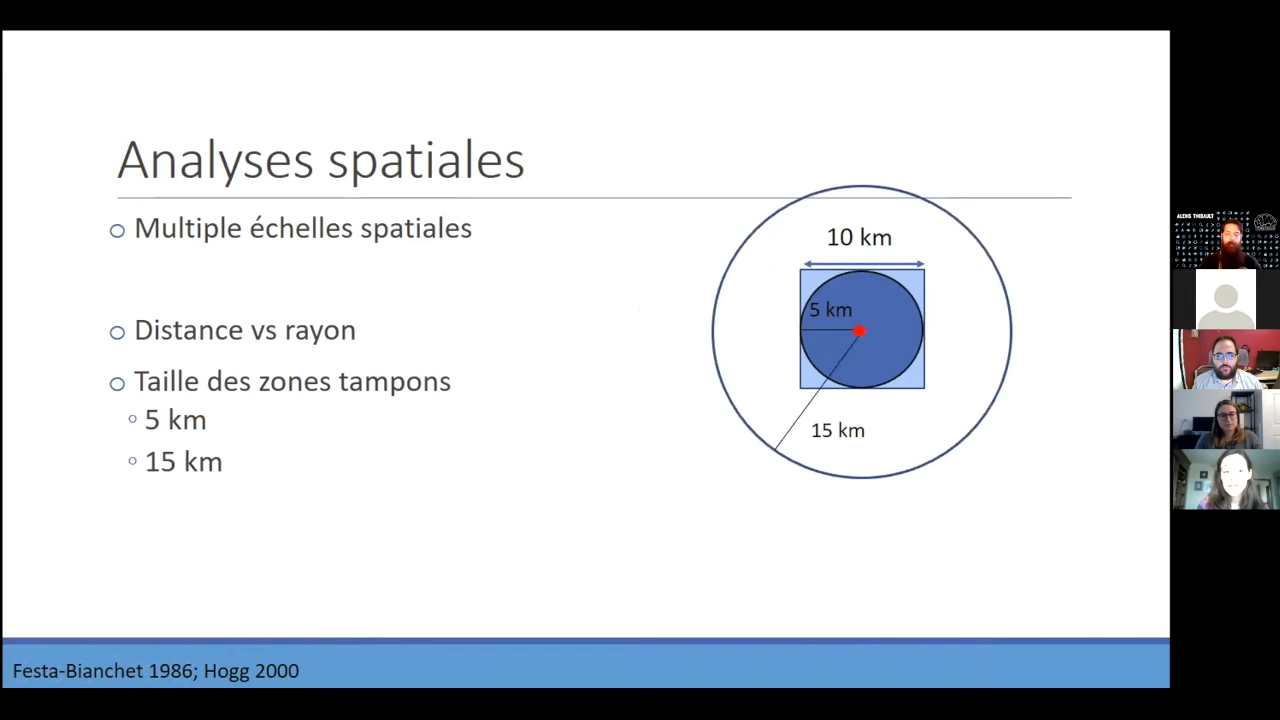 Analyses spatiales
Multiple échelles spatiales
Distance vs rayon
Taille des zones tampons
5 km
15 km
10 km
5 km
15 km
Festa-Bianchet 1986; Hogg 2000
ALEXIS THIBAULT